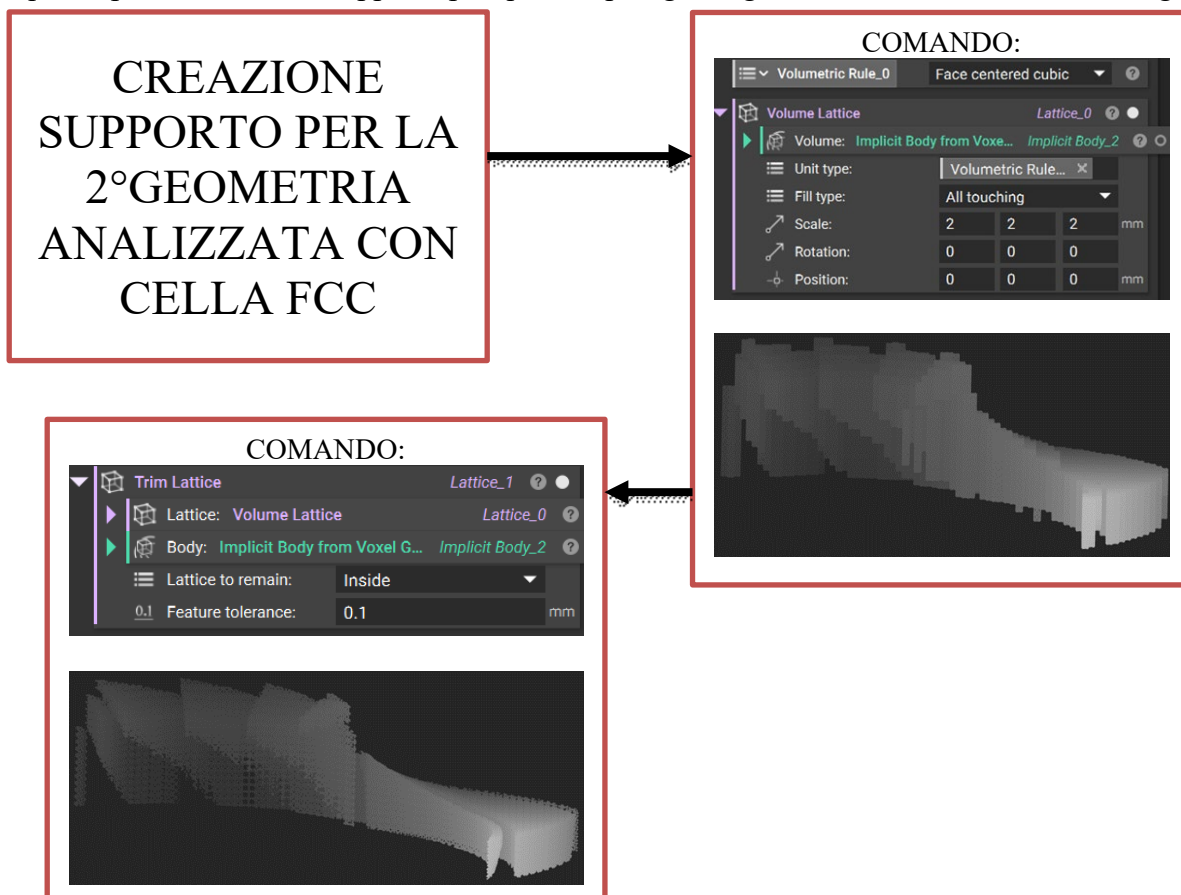 CREAZIONE
SUPPORTO PER LA
2°GEOMETRIA
ANALIZZATA CON
CELLA FCC
COMANDO:
Volumetric Rule_0 Face centered cubic
Volume Lattice Lattice_0
Volume: Implicit Body from Voxe... Implicit Body_2
Unit type: Volumetric Rule...
Fill type: All touching
Scale: 2 2 2 mm
Rotation: 0 0 0
Position: 0 0 0 mm
COMANDO:
Trim Lattice Lattice_1
Lattice: Volume Lattice Lattice_0
Body: Implicit Body from Voxel G... Implicit Body_2
Lattice to remain: Inside
0.1 Feature tolerance: 0.1 mm